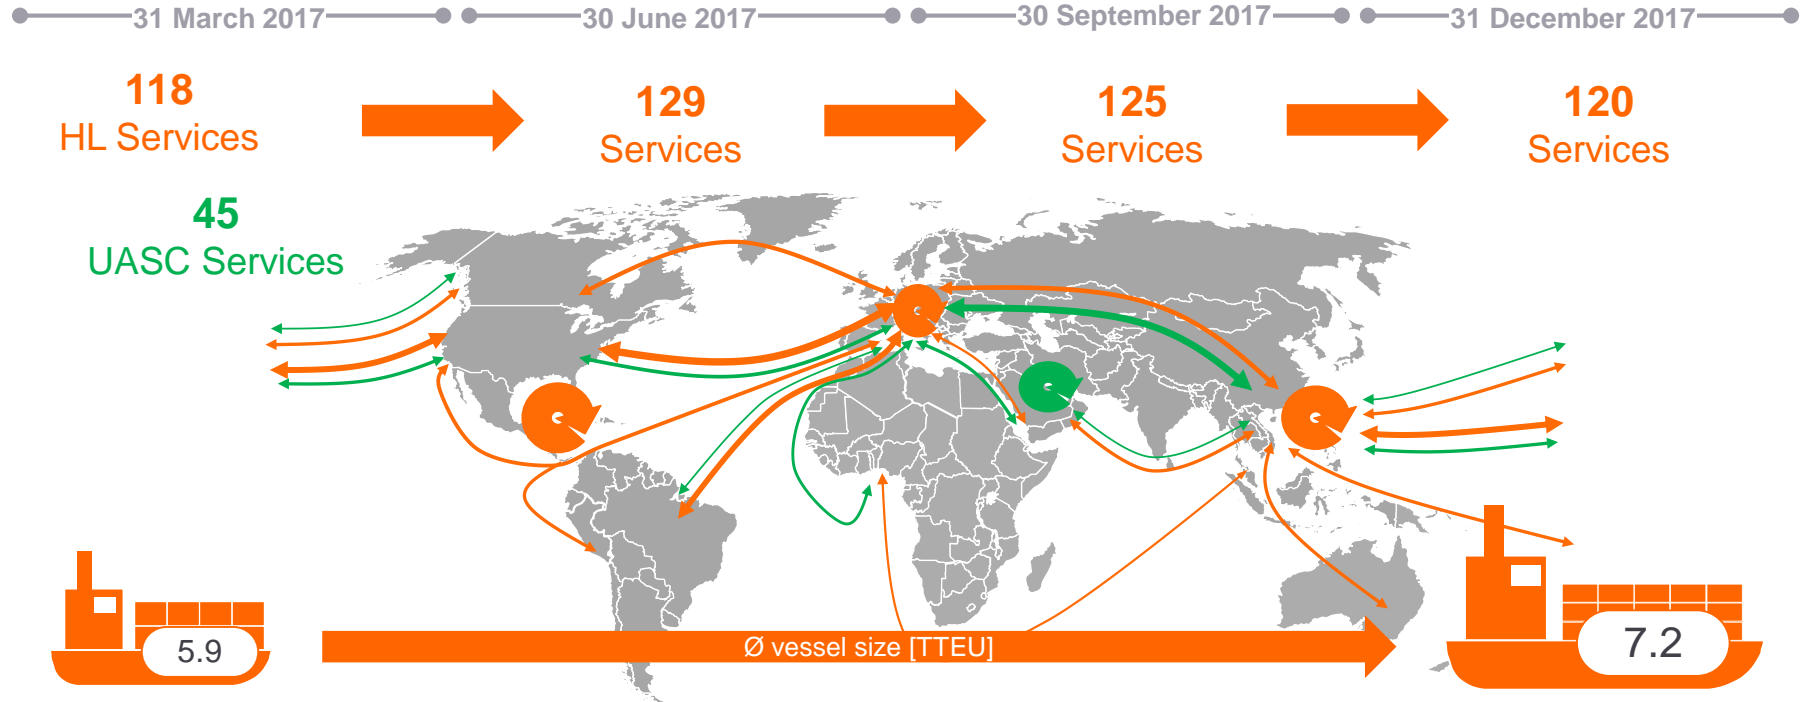 31 March 2017
30 June 2017
30 September 2017
31 December 2017
118
HL Services
129
Services
125
Services
120
Services
45
UASC Services
5.9
Ø vessel size [TTEU]
7.2